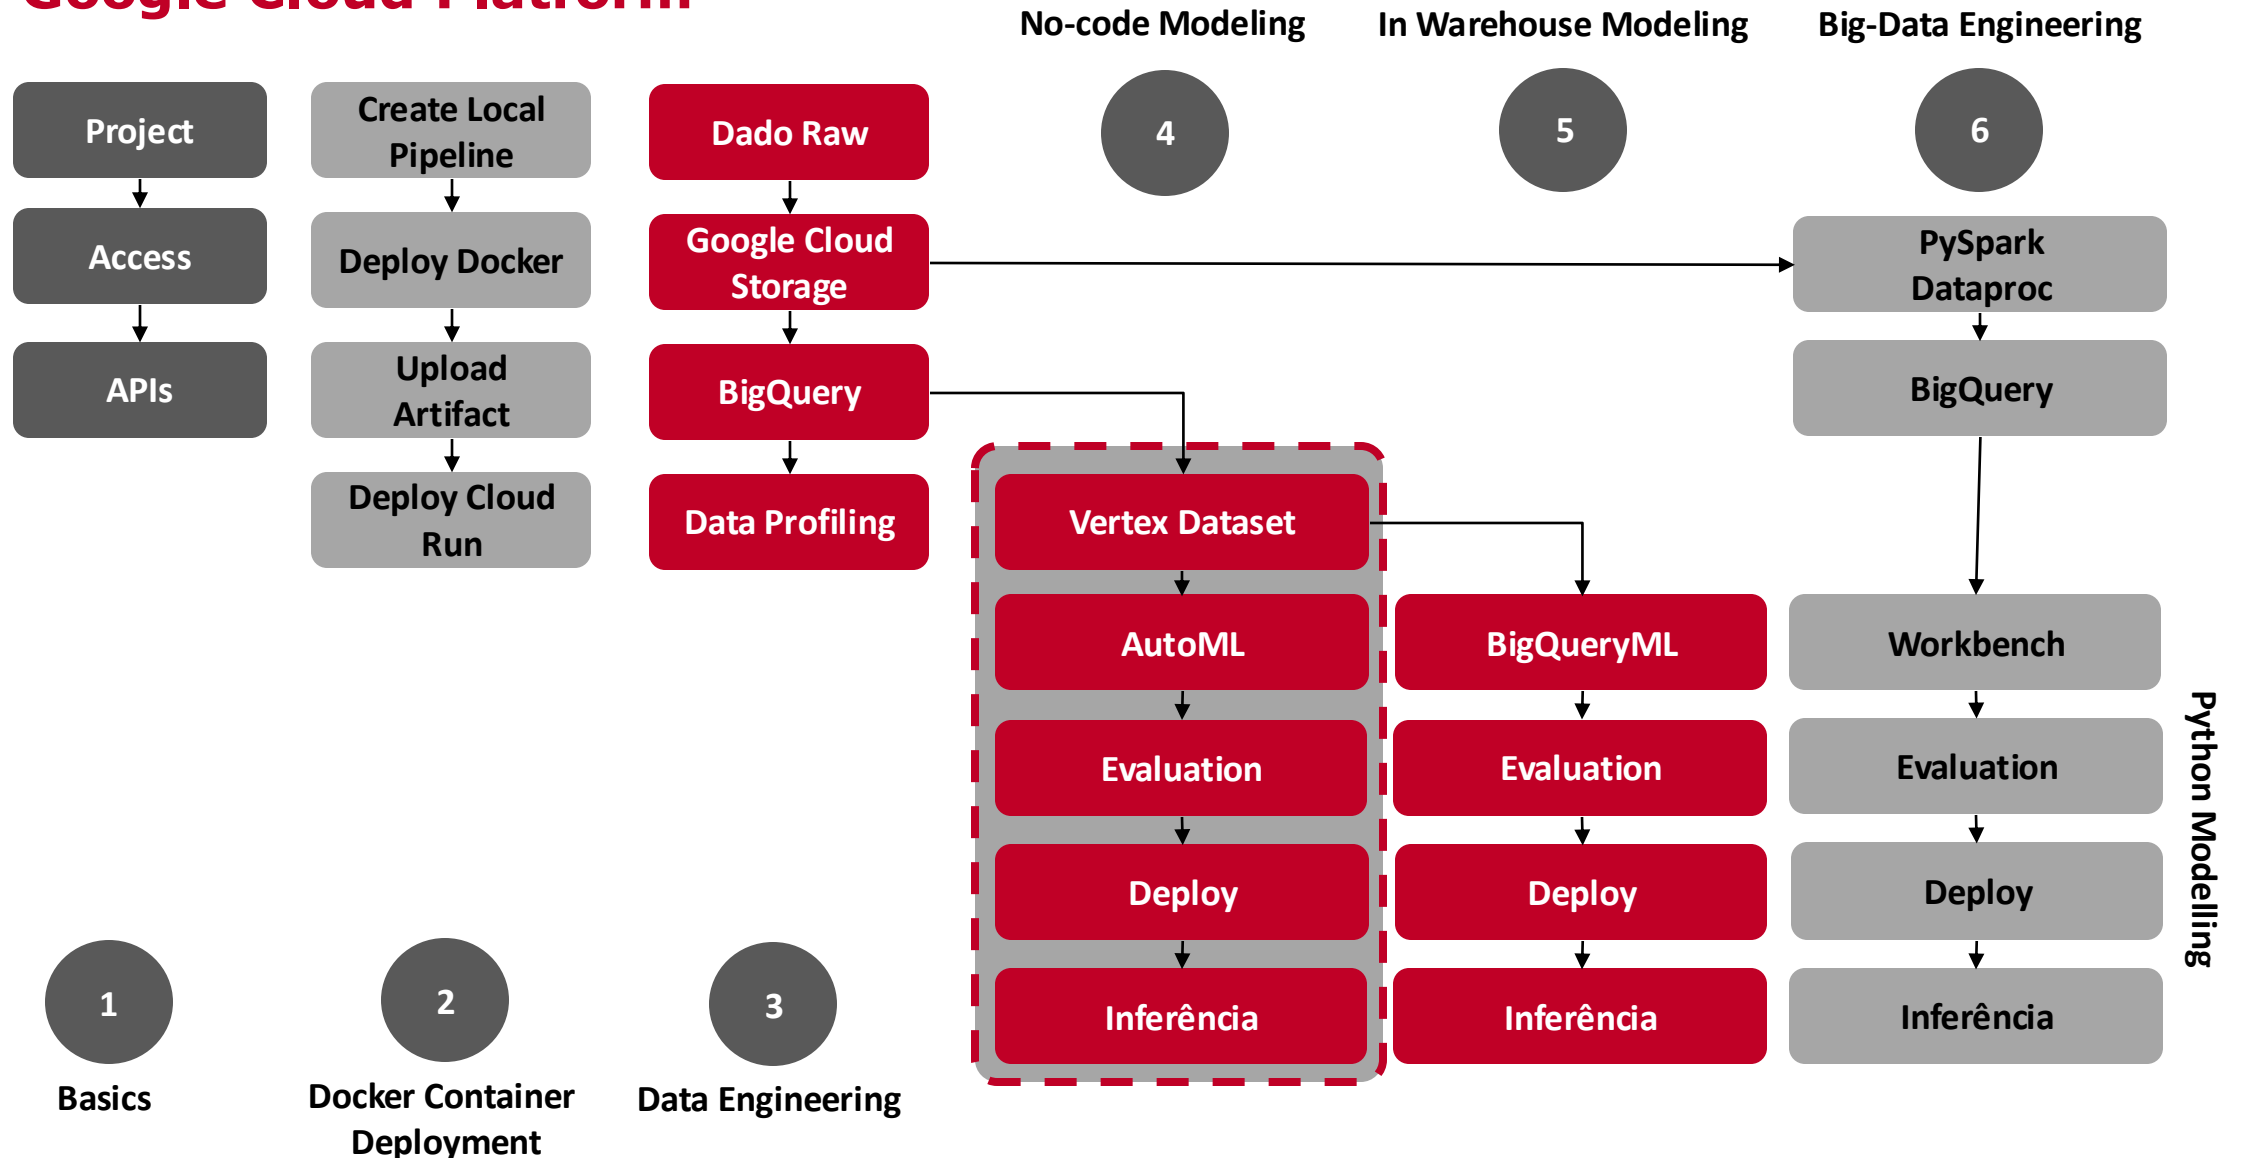 Google Cloud Platform
No-code Modeling
In Warehouse Modeling
Big-Data Engineering
Project
Access
APIs
Create Local
Pipeline
Deploy Docker
Upload
Artifact
Deploy Cloud
Run
Dado Raw
Google Cloud
Storage
BigQuery
Data Profiling
4
Vertex Dataset
AutoML
Evaluation
Deploy
Inferência
5
BigQueryML
Evaluation
Deploy
Inferência
6
PySpark
Dataproc
BigQuery
Workbench
Evaluation
Deploy
Inferência
Python Modelling
1
Basics
2
Docker Container
Deployment
3
Data Engineering